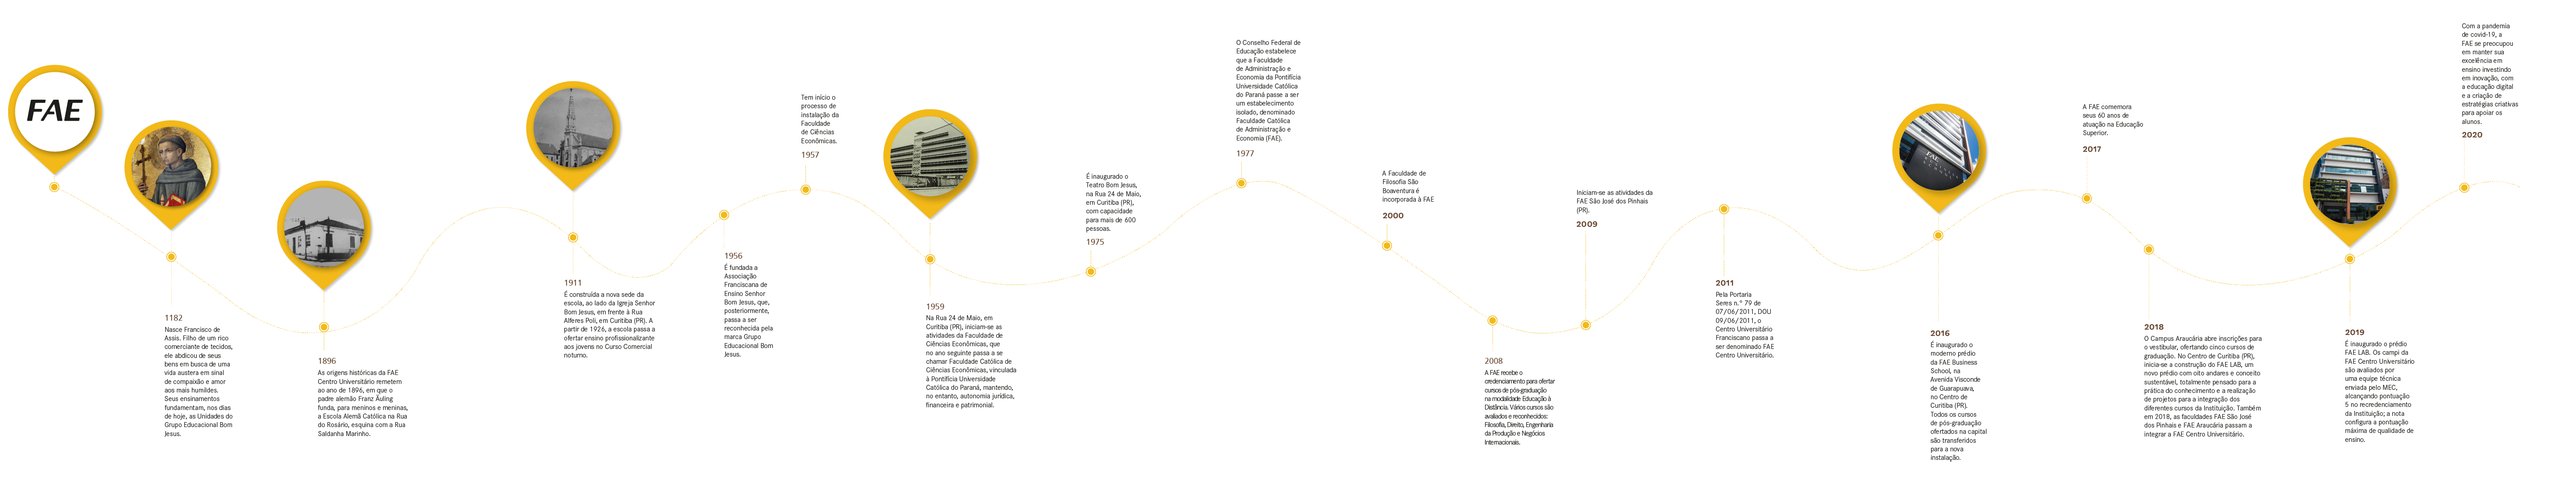 FAE
1182
Nasce Francisco de
Assis. Filho de um rico
comerciante de tecidos,
ele abdicou de seus
bens em busca de uma
vida austera em sinal
de compaixão e amor
aos mais humildes.
Seus ensinamentos
fundamentam, nos dias
de hoje, as Unidades do
Grupo Educacional Bom
Jesus.
1896
As origens históricas da FAE
Centro Universitário remetem
ao ano de 1896, em que o
padre alemão Franz Äuling
funda, para meninos e meninas,
a Escola Alemã Católica na Rua
do Rosário, esquina com a Rua
Saldanha Marinho.
1911
É construída a nova sede da
escola, ao lado da Igreja Senhor
Bom Jesus, em frente à Rua
Alferes Poli, em Curitiba (PR). A
partir de 1926, a escola passa a
ofertar ensino profissionalizante
aos jovens no Curso Comercial
noturno.
1956
É fundada a
Associação
Franciscana de
Ensino Senhor
Bom Jesus, que,
posteriormente,
passa a ser
reconhecida pela
marca Grupo
Educacional Bom
Jesus.
Tem início o
processo de
instalação da
Faculdade
de Ciências
Econômicas.
1957
1959
Na Rua 24 de Maio, em
Curitiba (PR), iniciam-se as
atividades da Faculdade de
Ciências Econômicas, que
no ano seguinte passa a se
chamar Faculdade Católica de
Ciências Econômicas, vinculada
à Pontifícia Universidade
Católica do Paraná, mantendo,
no entanto, autonomia jurídica,
financeira e patrimonial.
É inaugurado o
Teatro Bom Jesus,
na Rua 24 de Maio,
em Curitiba (PR),
com capacidade
para mais de 600
pessoas.
1975
O Conselho Federal de
Educação estabelece
que a Faculdade
de Administração e
Economia da Pontifícia
Universidade Católica
do Paraná passe a ser
um estabelecimento
isolado, denominado
Faculdade Católica
de Administração e
Economia (FAE).
1977
A Faculdade de
Filosofia São
Boaventura é
incorporada à FAE
2000
2008
A FAE recebe o
credenciamento para ofertar
cursos de pós-graduação
na modalidade Educação à
Distância. Vários cursos são
avaliados e reconhecidos:
Filosofia, Direito, Engenharia
da Produção e Negócios
Internacionais.
Iniciam-se as atividades da
FAE São José dos Pinhais
(PR).
2009
2011
Pela Portaria
Seres n.° 79 de
07/06/2011, DOU
09/06/2011, o
Centro Universitário
Franciscano passa a
ser denominado FAE
Centro Universitário.
2016
É inaugurado o
moderno prédio
da FAE Business
School, na
Avenida Visconde
de Guarapuava,
no Centro de
Curitiba (PR).
Todos os cursos
de pós-graduação
ofertados na capital
são transferidos
para a nova
instalação.
A FAE comemora
seus 60 anos de
atuação na Educação
Superior.
2017
2018
O Campus Araucária abre inscrições para
o vestibular, ofertando cinco cursos de
graduação. No Centro de Curitiba (PR),
inicia-se a construção do FAE LAB, um
novo prédio com oito andares e conceito
sustentável, totalmente pensado para a
prática do conhecimento e a realização
de projetos para a integração dos
diferentes cursos da Instituição. Também
em 2018, as faculdades FAE São José
dos Pinhais e FAE Araucária passam a
integrar a FAE Centro Universitário.
2019
É inaugurado o prédio
FAE LAB. Os campi da
FAE Centro Universitário
são avaliados por
uma equipe técnica
enviada pelo MEC,
alcançando pontuação
5 no recredenciamento
da Instituição; a nota
configura a pontuação
máxima de qualidade de
ensino.
Com a pandemia
de covid-19, a
FAE se preocupou
em manter sua
excelência em
ensino investindo
em inovação, com
a educação digital
e a criação de
estratégias criativas
para apoiar os
alunos.
2020